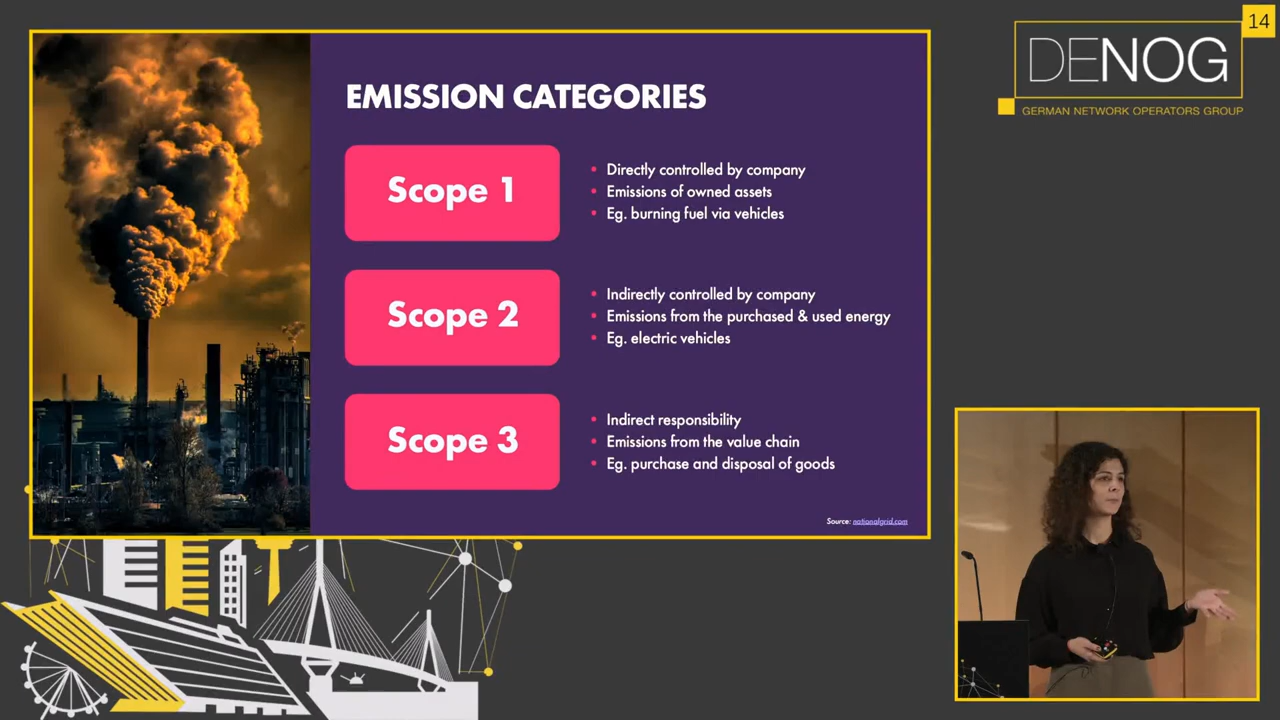 EMISSION CATEGORIES
Scope 1
• Directly controlled by company
• Emissions of owned assets
• Eg. burning fuel via vehicles
Scope 2
• Indirectly controlled by company
• Emissions from the purchased & used energy
• Eg. electric vehicles
Scope 3
• Indirect responsibility
• Emissions from the value chain
• Eg. purchase and disposal of goods
Source: nationalgrid.com
14
DENOG
GERMAN NETWORK OPERATORS GROUP